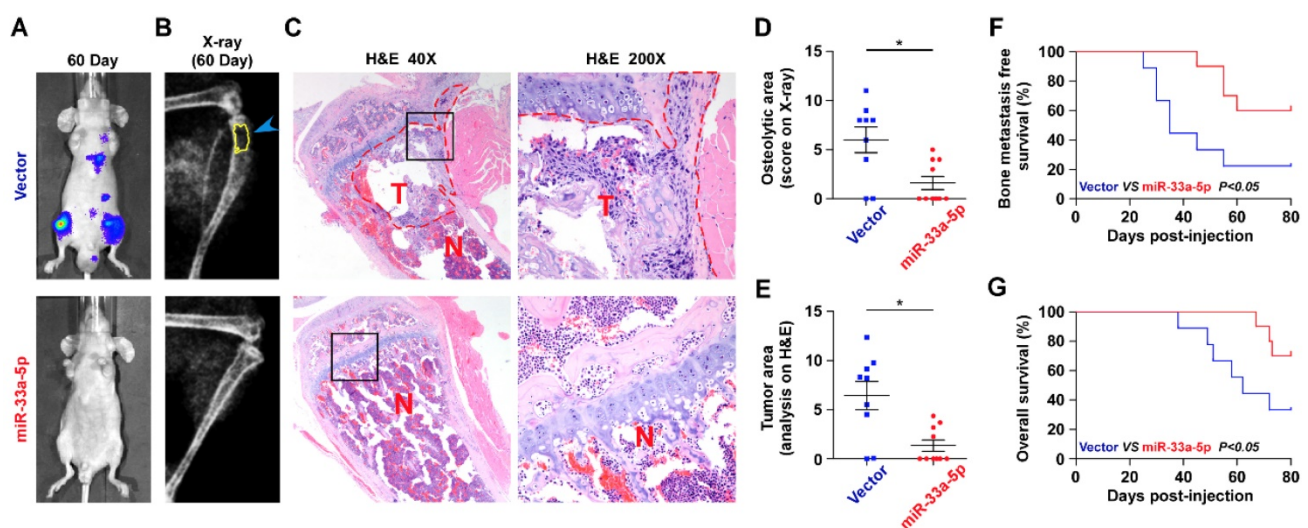 A
60 Day
Vector
miR-33a-5p
B
X-ray
(60 Day)
C
H&E 40X
H&E 200X
T
N
T
N
N
D
Osteolytic area
(score on X-ray)
15
10
5
0
*
Vector
miR-33a-5p
E
Tumor area
(analysis on H&E)
15
10
5
0
*
Vector
miR-33a-5p
F
Bone metastasis free
survival (%)
100
80
60
40
20
0
Vector VS miR-33a-5p P<0.05
0 20 40 60 80
Days post-injection
G
Overall survival (%)
100
80
60
40
20
0
Vector VS miR-33a-5p P<0.05
0 20 40 60 80
Days post-injection